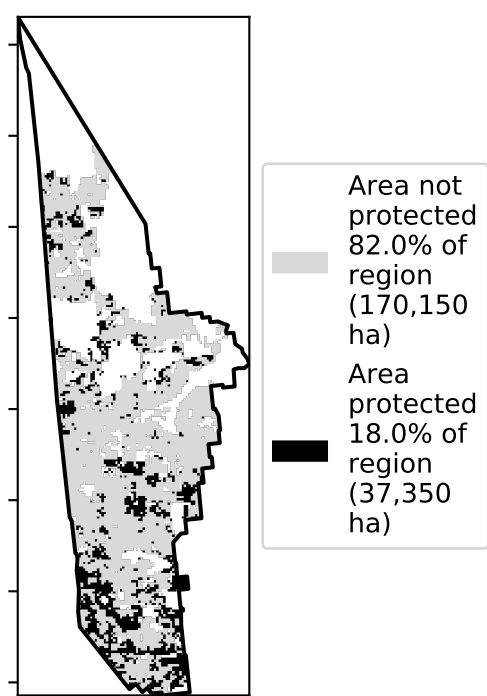 Area not
protected
82.0% of
region
(170,150
ha)
Area
protected
18.0% of
region
(37,350
ha)